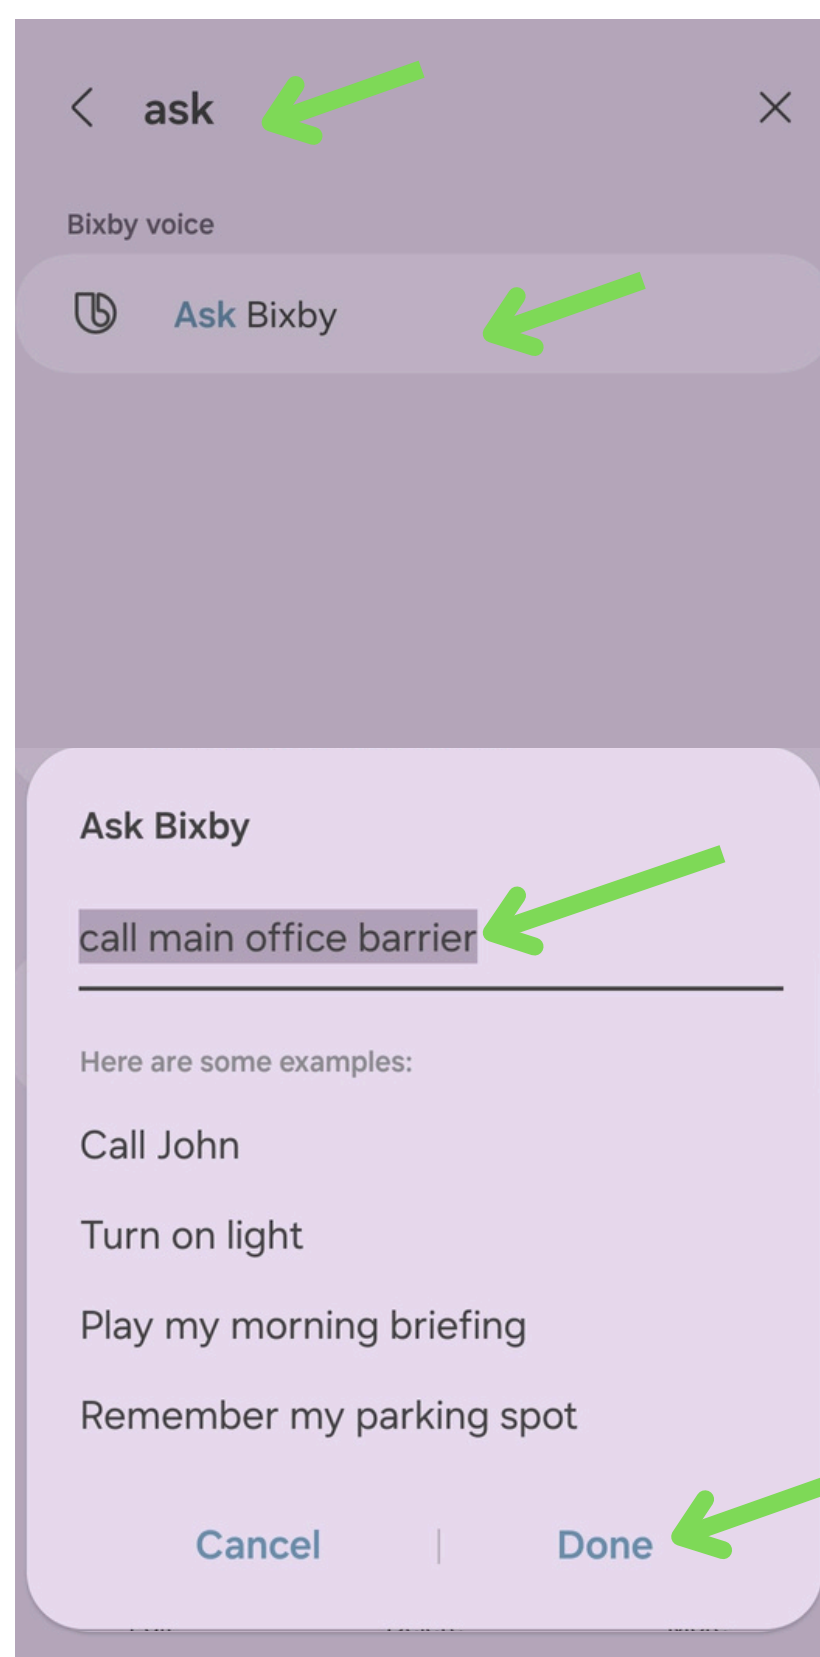 ask
Bixby voice
Ask Bixby
Ask Bixby
call main office barrier
Here are some examples:
Call John
Turn on light
Play my morning briefing
Remember my parking spot
Cancel | Done